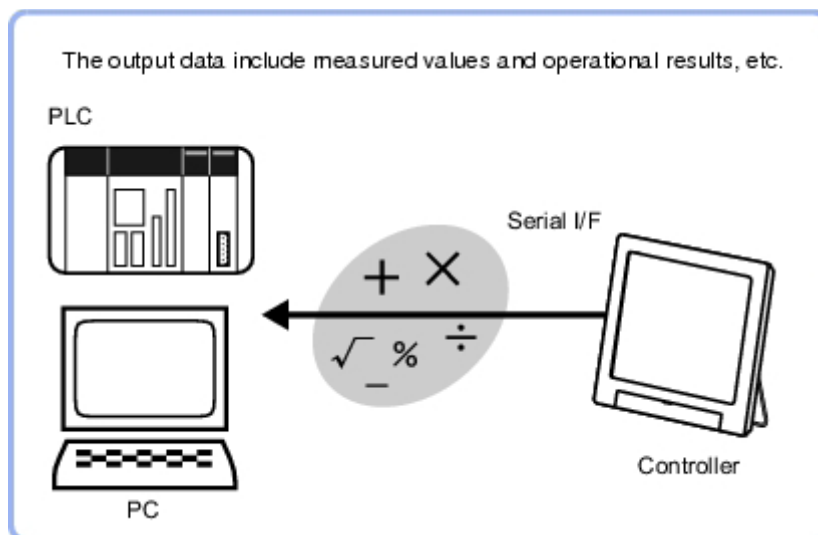 The output data include measured values and operational results, etc.
PLC
Serial I/F
+ ×
√ _ % ÷
Controller
PC